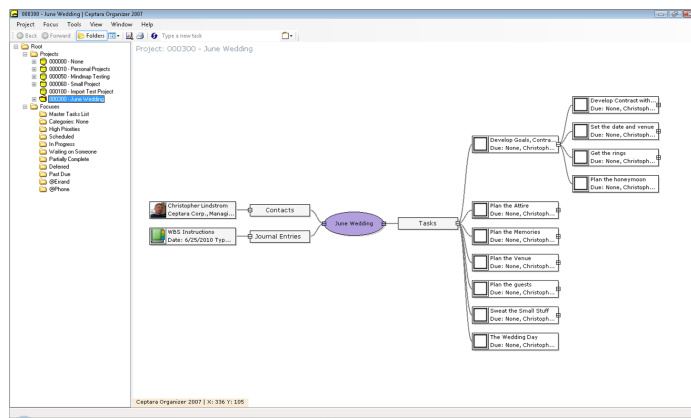 000300 - June Wedding | Ceptara Organizer 2007
Project Focus Tools View Window Help
Back Forward Folders Type a new task
Root
Projects
000000 - None
000010 - Personal Projects
000050 - Mindmap Testing
000060 - Small Project
000100 - Import Test Project
000300 - June Wedding
Focuses
Master Tasks List
Categories: None
High Priorities
Scheduled
In Progress
Waiting on Someone
Partially Complete
Deferred
Past Due
@Errand
@Phone
Project: 000300 - June Wedding
Christopher Lindstrom
Ceptara Corp., Managi...
Contacts
WBS Instructions
Date: 6/25/2010 Typ...
Journal Entries
June Wedding
Tasks
Develop Goals, Contra...
Due: None, Christoph...
Develop Contract with...
Due: None, Christoph...
Set the date and venue
Due: None, Christoph...
Get the rings
Due: None, Christoph...
Plan the honeymoon
Due: None, Christoph...
Plan the Attire
Due: None, Christoph...
Plan the Memories
Due: None, Christoph...
Plan the Venue
Due: None, Christoph...
Plan the guests
Due: None, Christoph...
Sweat the Small Stuff
Due: None, Christoph...
The Wedding Day
Due: None, Christoph...
Ceptara Organizer 2007 | X: 336 Y: 105